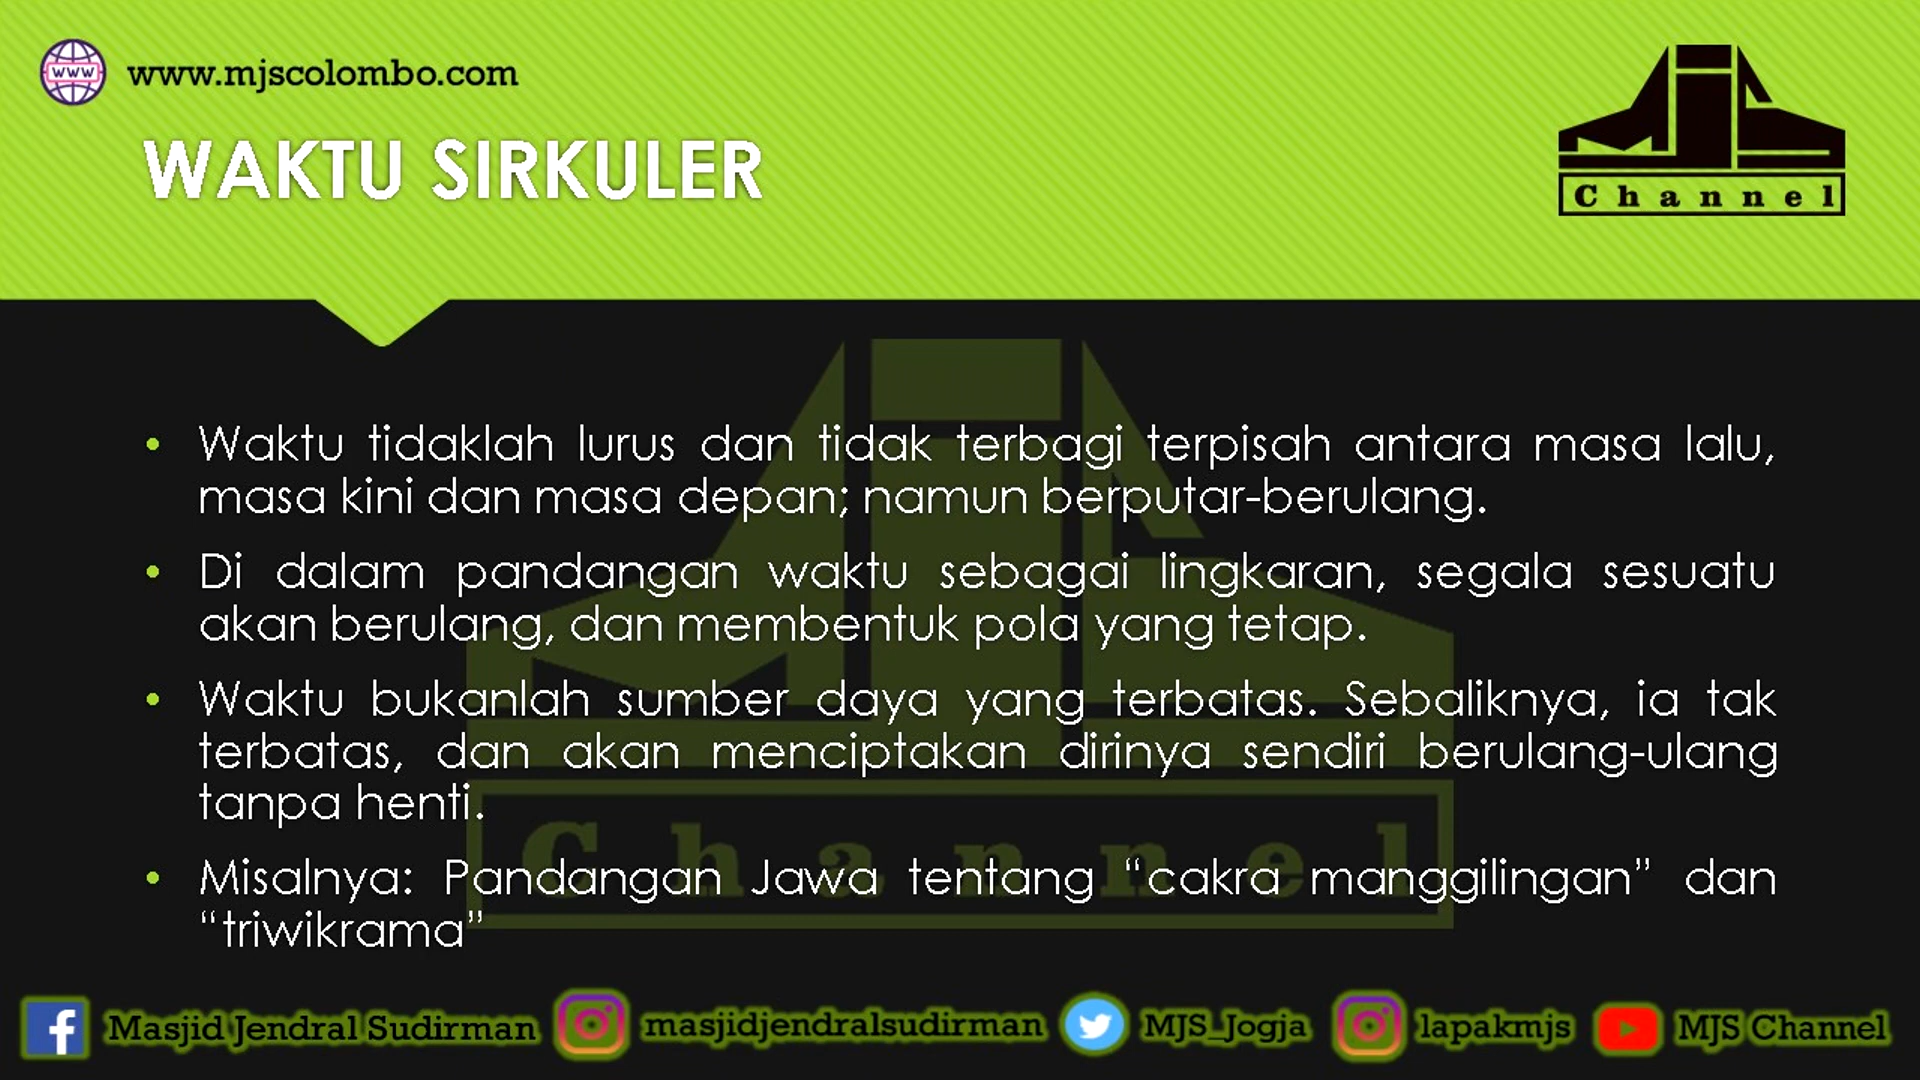 www
www.mjscolombo.com
MJS
Channel
WAKTU SIRKULER
• Waktu tidaklah lurus dan tidak terbagi terpisah antara masa lalu,
masa kini dan masa depan; namun berputar-berulang.
• Di dalam pandangan waktu sebagai lingkaran, segala sesuatu
akan berulang, dan membentuk pola yang tetap.
• Waktu bukanlah sumber daya yang terbatas. Sebaliknya, ia tak
terbatas, dan akan menciptakan dirinya sendiri berulang-ulang
tanpa henti.
• Misalnya: Pandangan Jawa tentang “cakra manggilingan” dan
“triwikrama”
Channel
Masjid Jendral Sudirman masjidjendralsudirman MJS_Jogja lapakmjs MJS Channel